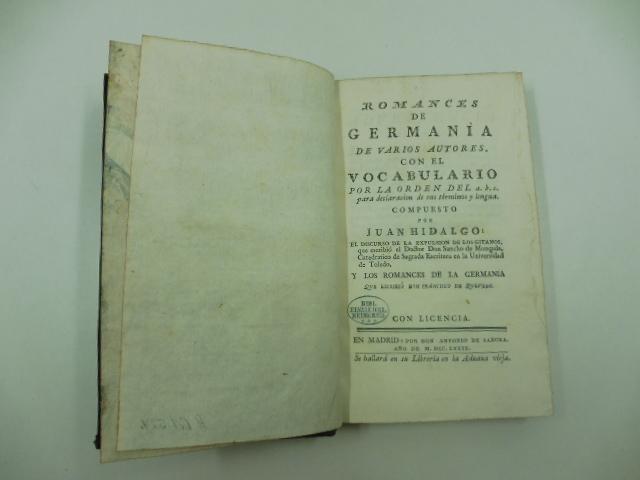 ROMANCES
DE
GERMANÍA
DE VARIOS AUTORES,
CON EL
VOCABULARIO
POR LA ORDEN DEL a. b. c.
para declaracion de sus términos y lengua.
COMPUESTO
POR
JUAN HIDALGO:
EL DISCURSO DE LA EXPULSION DE LOS GITANOS,
que escribió el Doctor Don Sancho de Moncada,
Catedratico de Sagrada Escritura en la Universidad
de Toledo,
Y LOS ROMANCES DE LA GERMANIA
QUE ESCRIBIÓ DON FRANCISCO DE QUEVEDO.
BIBL.
CON LICENCIA.
EN MADRID: POR DON ANTONIO DE SANCHA.
AÑO DE M. DCC. LXXIX.
Se hallará en su Librería en la Aduana vieja.